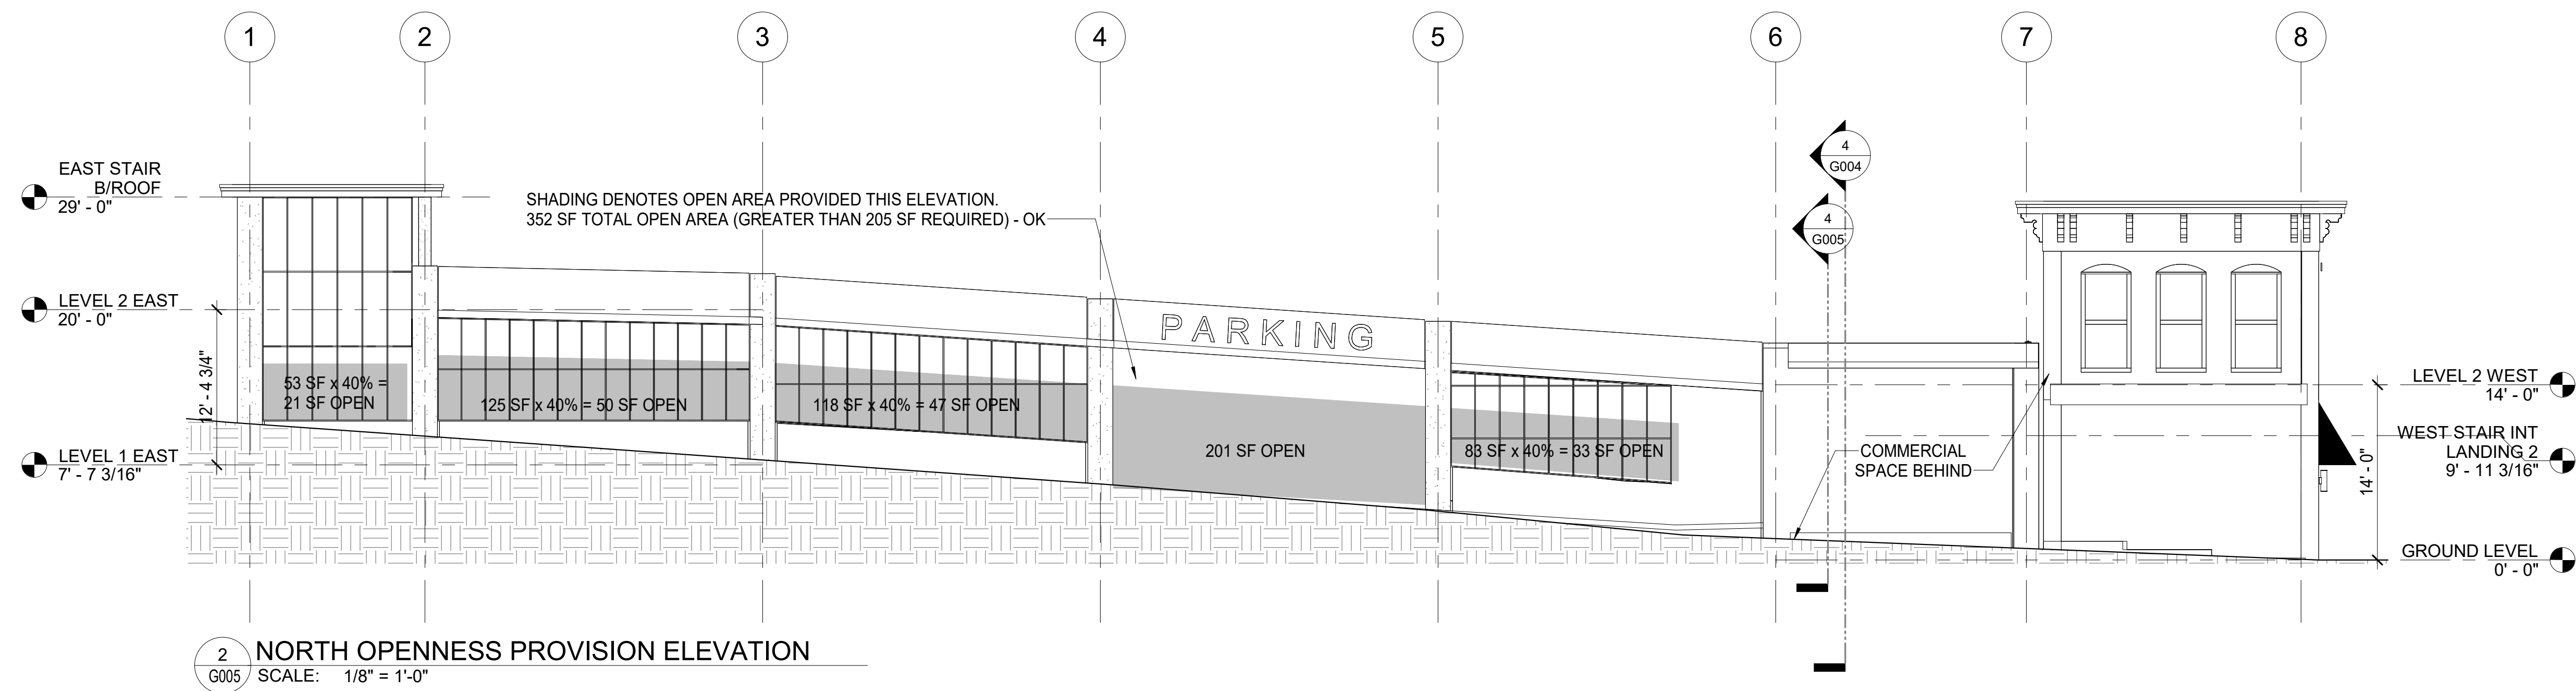 1
2
3
4
5
6
7
8
EAST STAIR
B/ROOF
29' - 0"
SHADING DENOTES OPEN AREA PROVIDED THIS ELEVATION.
352 SF TOTAL OPEN AREA (GREATER THAN 205 SF REQUIRED) - OK
4
G004
4
G005
LEVEL 2 EAST
20' - 0"
PARKING
12' - 4 3/4"
53 SF x 40% =
21 SF OPEN
125 SF x 40% = 50 SF OPEN
118 SF x 40% = 47 SF OPEN
201 SF OPEN
83 SF x 40% = 33 SF OPEN
COMMERCIAL
SPACE BEHIND
LEVEL 2 WEST
14' - 0"
WEST STAIR INT
LANDING 2
9' - 11 3/16"
14' - 0"
LEVEL 1 EAST
7' - 7 3/16"
GROUND LEVEL
0' - 0"
2
G005
NORTH OPENNESS PROVISION ELEVATION
SCALE: 1/8" = 1'-0"